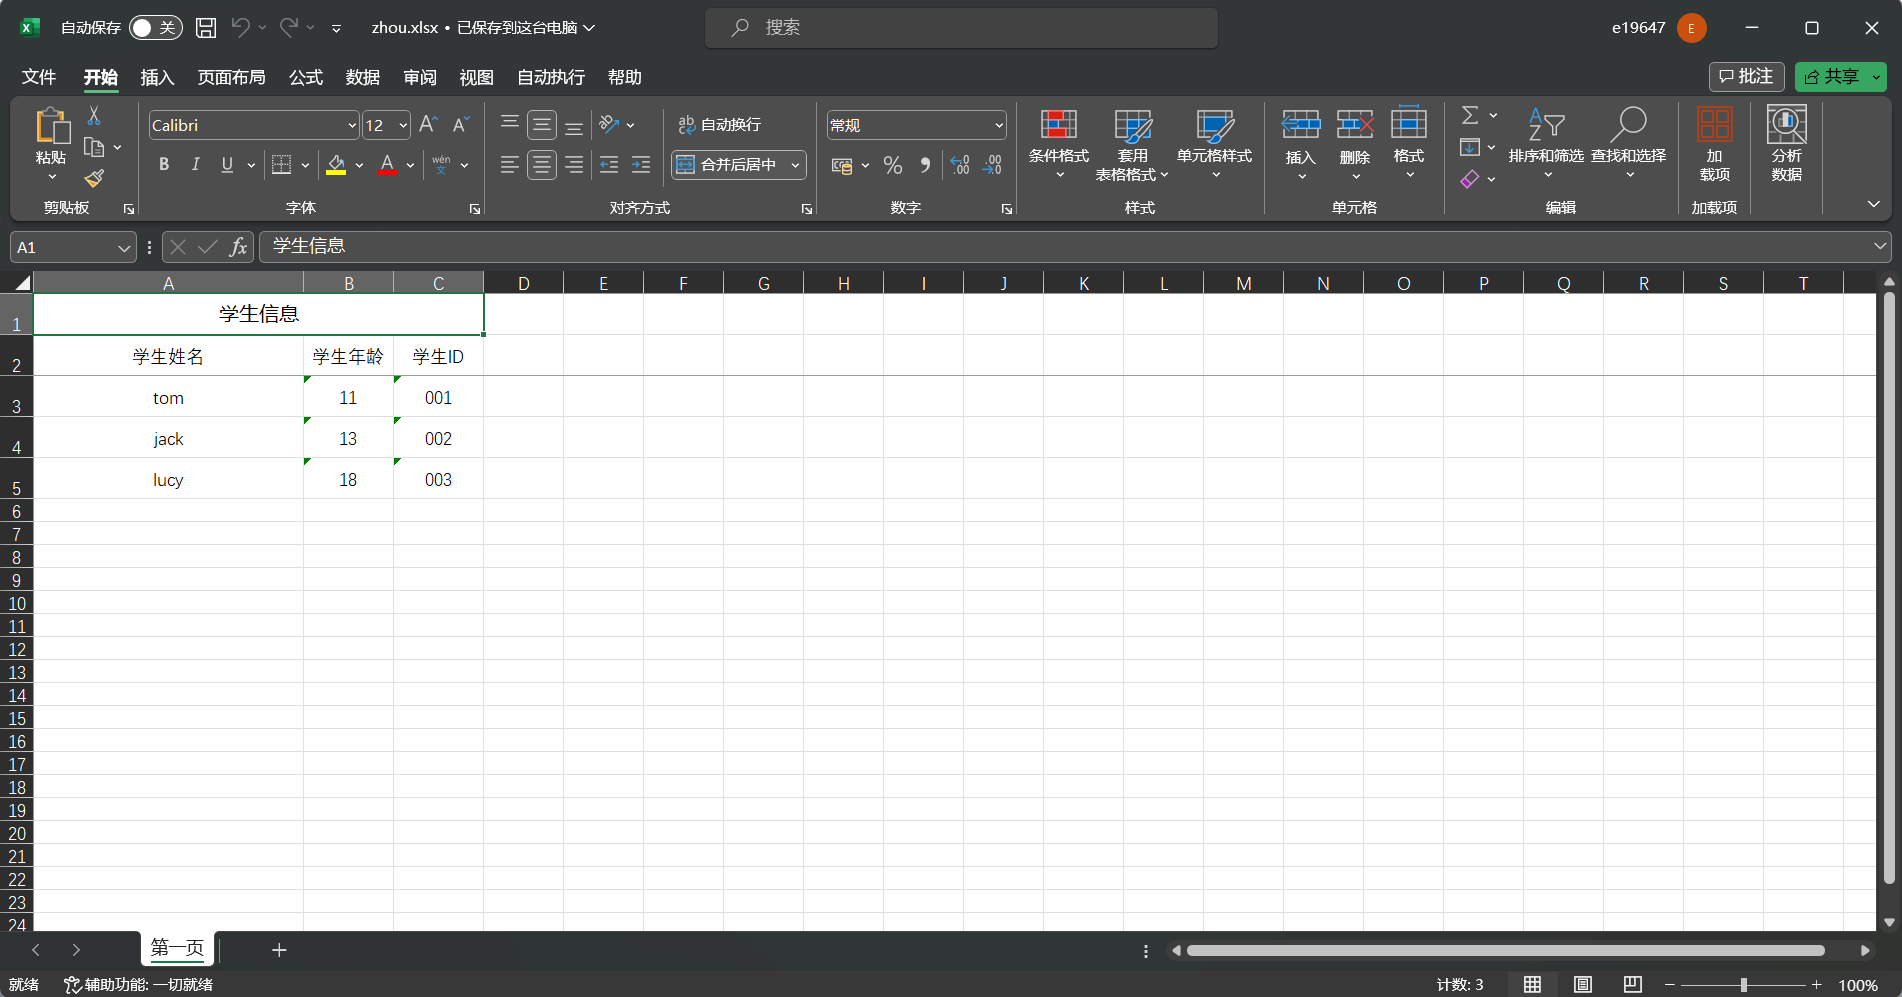 自动保存 关 zhou.xlsx • 已保存到这台电脑 搜索 e19647 E
文件 开始 插入 页面布局 公式 数据 审阅 视图 自动执行 帮助 批注 共享
粘贴 Calibri 12 自动换行 常规 条件格式 套用 表格格式 单元格样式 插入 删除 格式 排序和筛选 查找和选择 加 载项 分析 数据
B I U A wén 文 合并后居中 % .00
剪贴板 字体 对齐方式 数字 样式 单元格 编辑 加载项
A1 fx 学生信息
A B C D E F G H I J K L M N O P Q R S T
1 学生信息
2 学生姓名 学生年龄 学生ID
3 tom 11 001
4 jack 13 002
5 lucy 18 003
6
7
8
9
10
11
12
13
14
15
16
17
18
19
20
21
22
23
24
第一页
就绪 辅助功能: 一切就绪 计数: 3 100%